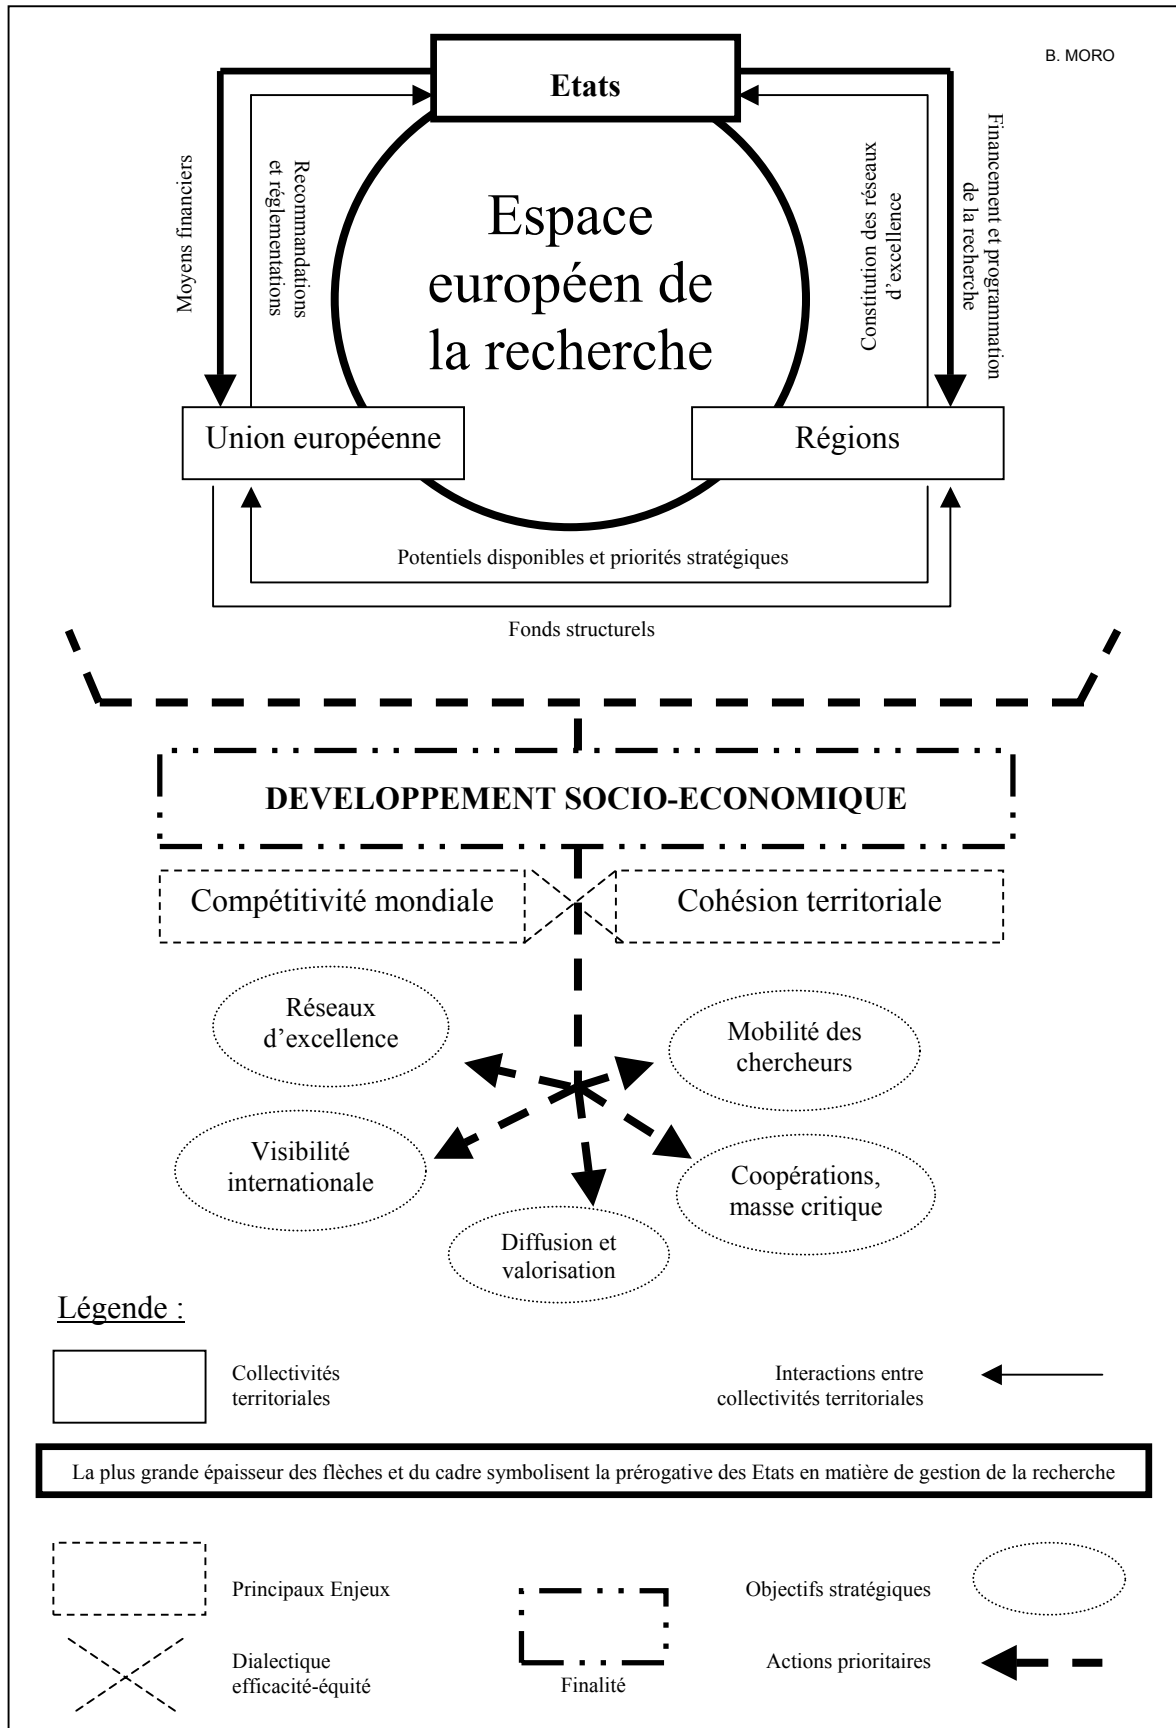 B. MORO
Etats
Moyens financiers
Recommandations
et réglementations
Espace
européen de
la recherche
Constitution des réseaux
d’excellence
Financement et programmation
de la recherche
Union européenne
Régions
Potentiels disponibles et priorités stratégiques
Fonds structurels
DEVELOPPEMENT SOCIO-ECONOMIQUE
Compétitivité mondiale
Cohésion territoriale
Réseaux
d’excellence
Mobilité des
chercheurs
Visibilité
internationale
Coopérations,
masse critique
Diffusion et
valorisation
Légende :
Collectivités
territoriales
Interactions entre
collectivités territoriales
La plus grande épaisseur des flèches et du cadre symbolisent la prérogative des Etats en matière de gestion de la recherche
Principaux Enjeux
Objectifs stratégiques
Dialectique
efficacité-équité
Finalité
Actions prioritaires